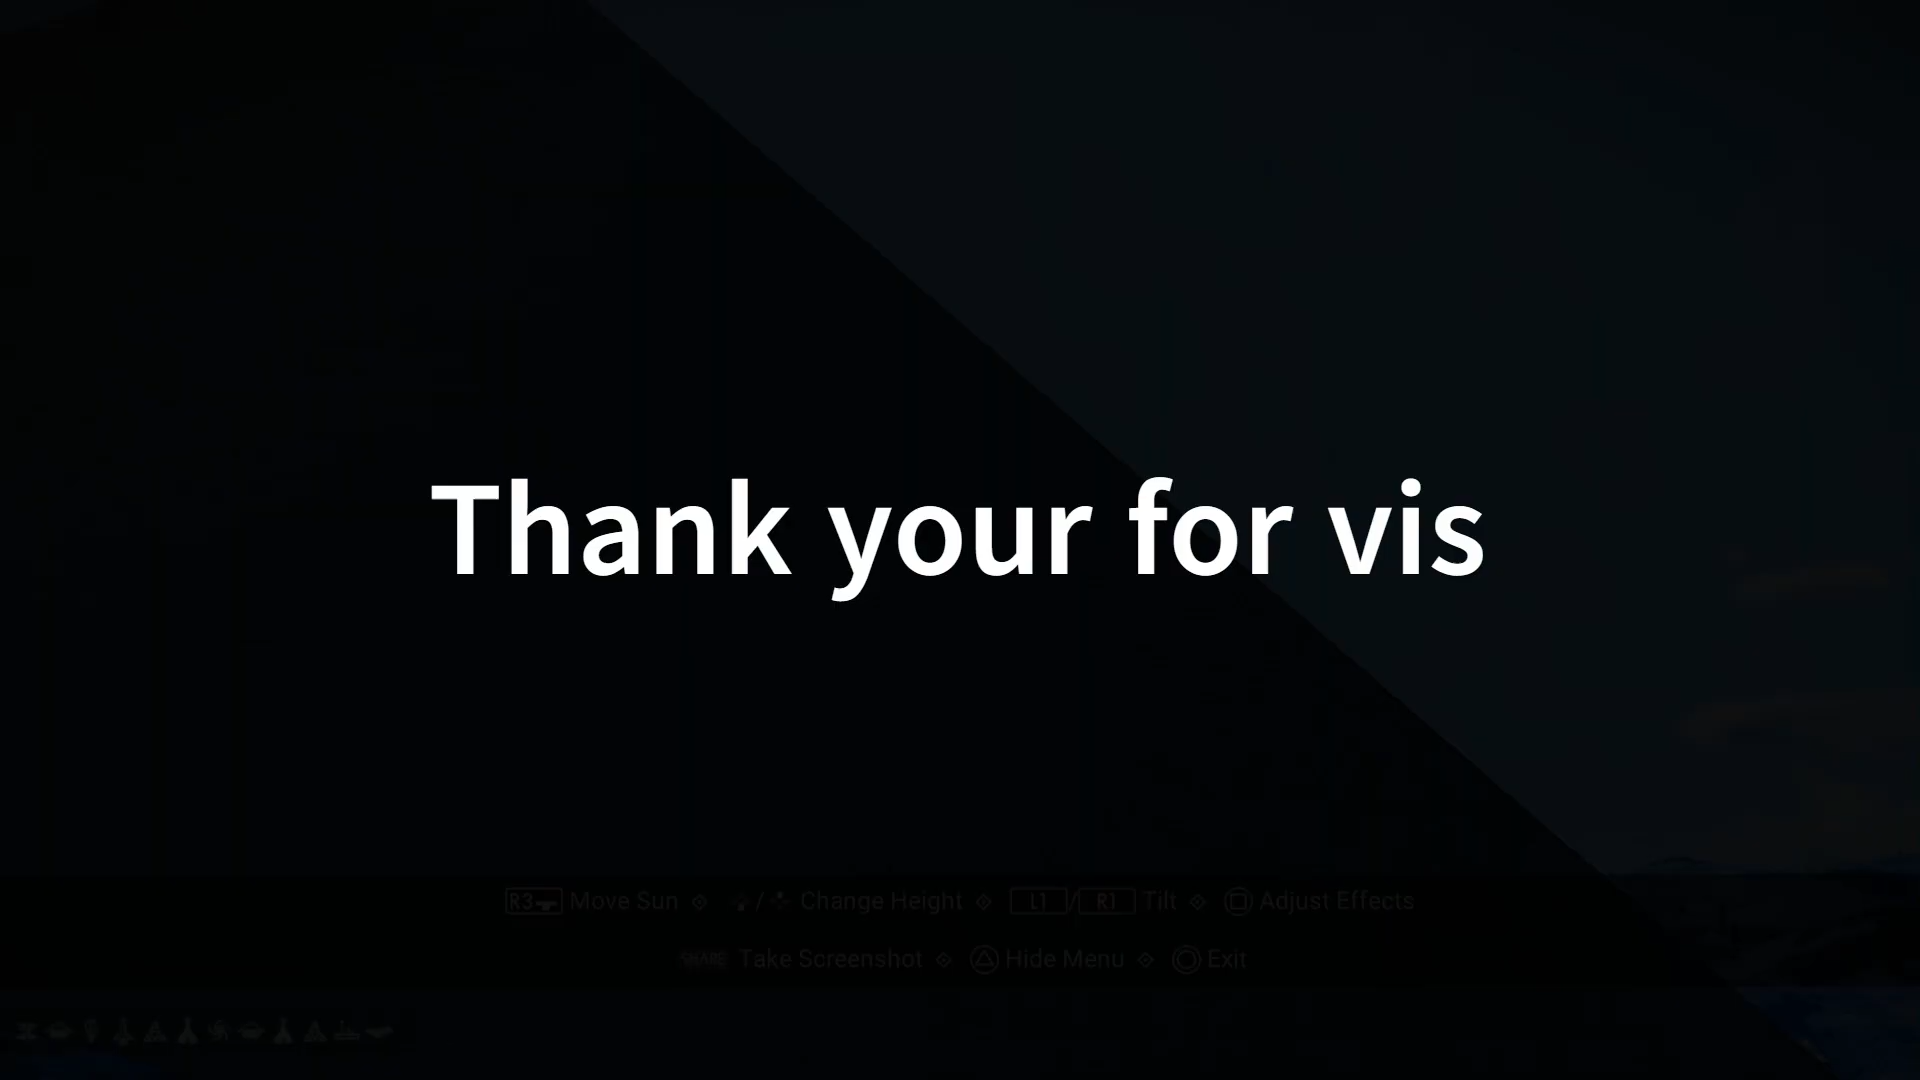 Thank your for vis
R3 Move Sun / Change Height L1 / R1 Tilt Adjust Effects
SHARE Take Screenshot Hide Menu Exit